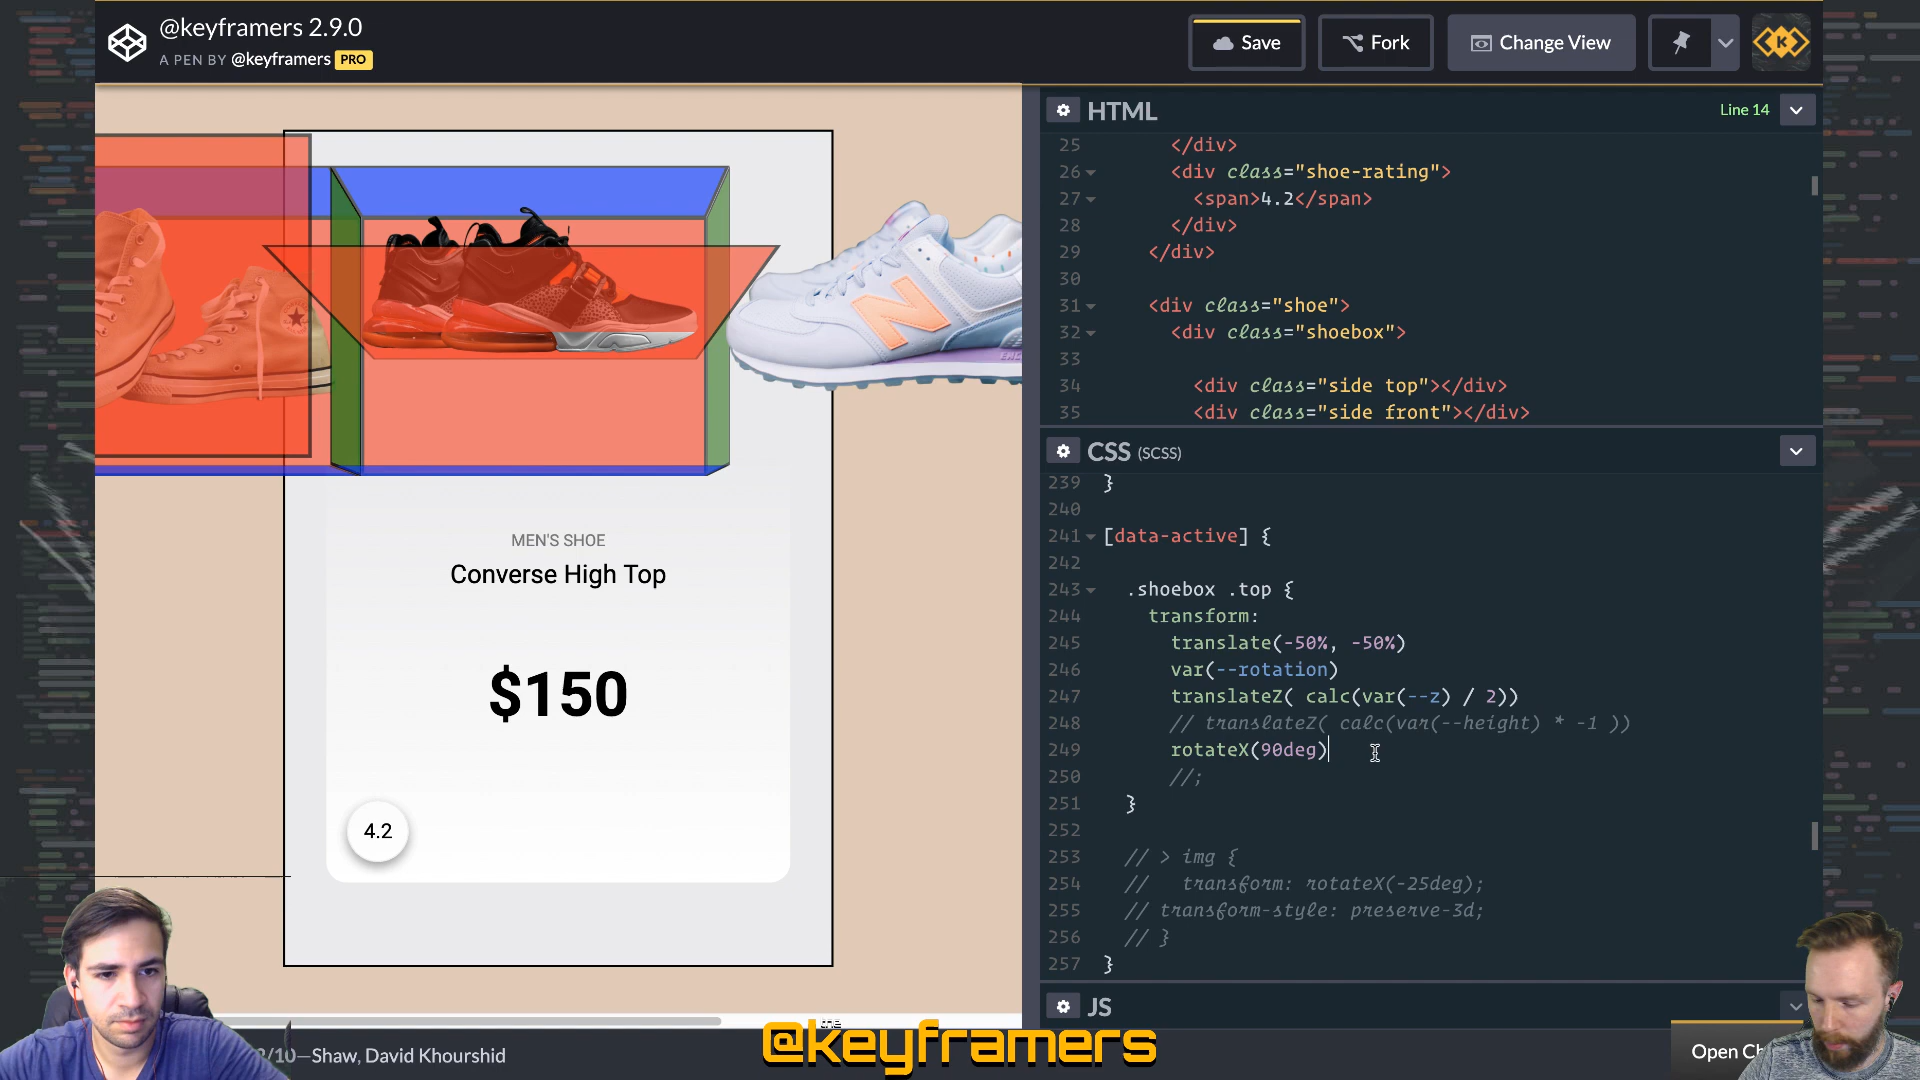 @keyframers 2.9.0
A PEN BY @keyframers PRO
Save
Fork
Change View
K
HTML
Line 14
25 </div>
26 <div class="shoe-rating">
27 <span>4.2</span>
28 </div>
29 </div>
30
31 <div class="shoe">
32 <div class="shoebox">
33
34 <div class="side top"></div>
35 <div class="side front"></div>
CSS (SCSS)
239 }
240
241 [data-active] {
242
243 .shoebox .top {
244 transform:
245 translate(-50%, -50%)
246 var(--rotation)
247 translateZ( calc(var(--z) / 2))
248 // translateZ( calc(var(--height) * -1 ))
249 rotateX(90deg)
250 //;
251 }
252
253 // > img {
254 // transform: rotateX(-25deg);
255 // transform-style: preserve-3d;
256 // }
257 }
JS
N
MEN'S SHOE
Converse High Top
$150
4.2
/10—Shaw, David Khourshid
@keyframers
Open